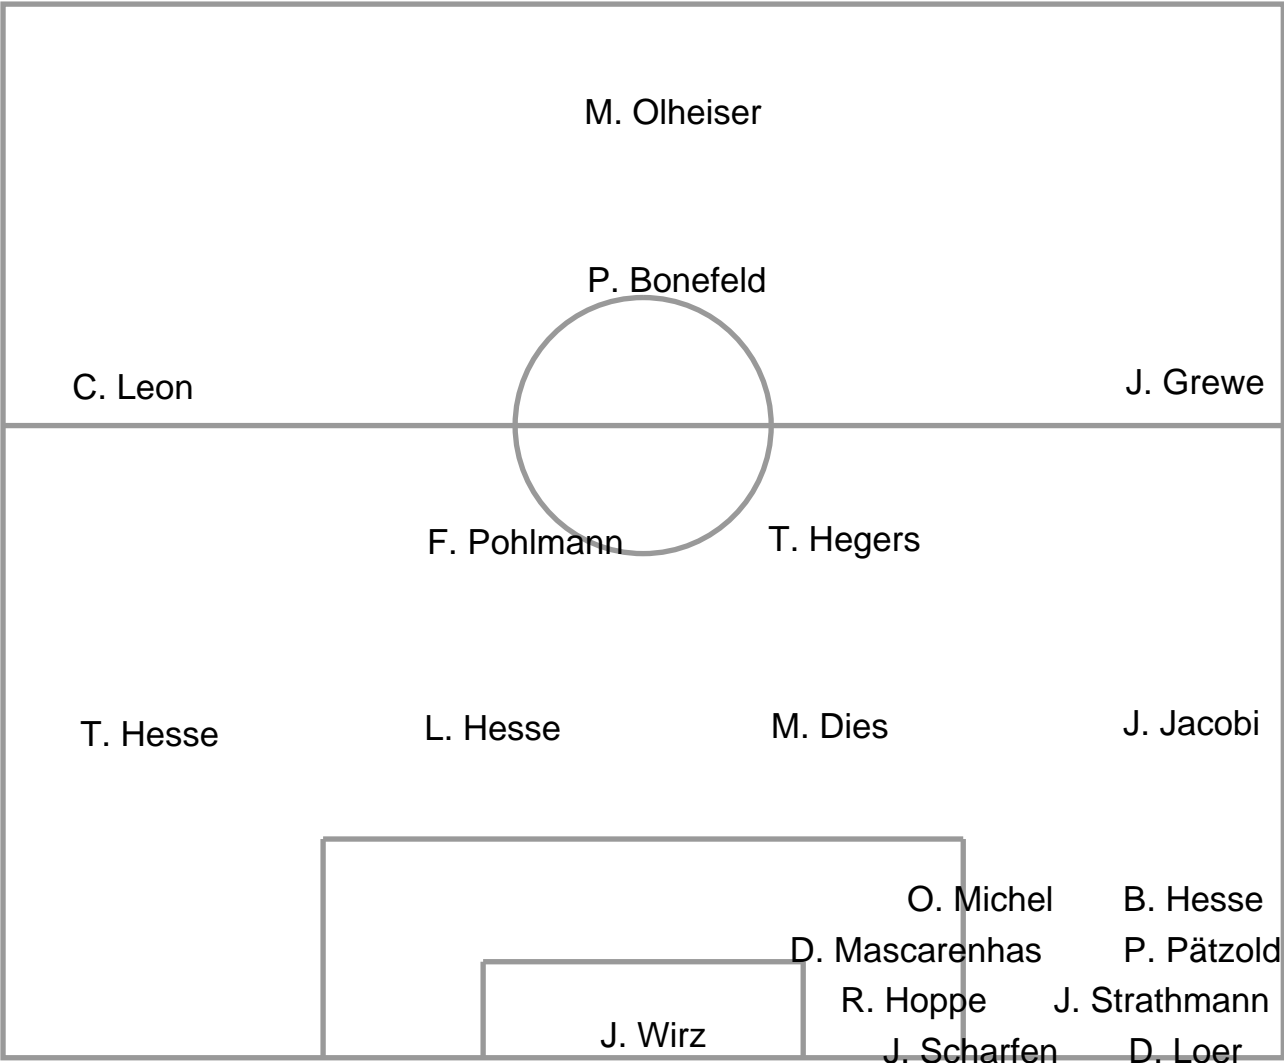 M. Olheiser
P. Bonefeld
C. Leon J. Grewe
F. Pohlmann T. Hegers
T. Hesse L. Hesse M. Dies J. Jacobi
O. Michel B. Hesse
D. Mascarenhas P. Pätzold
R. Hoppe J. Strathmann
J. Wirz
J. Scharfen D. Loer